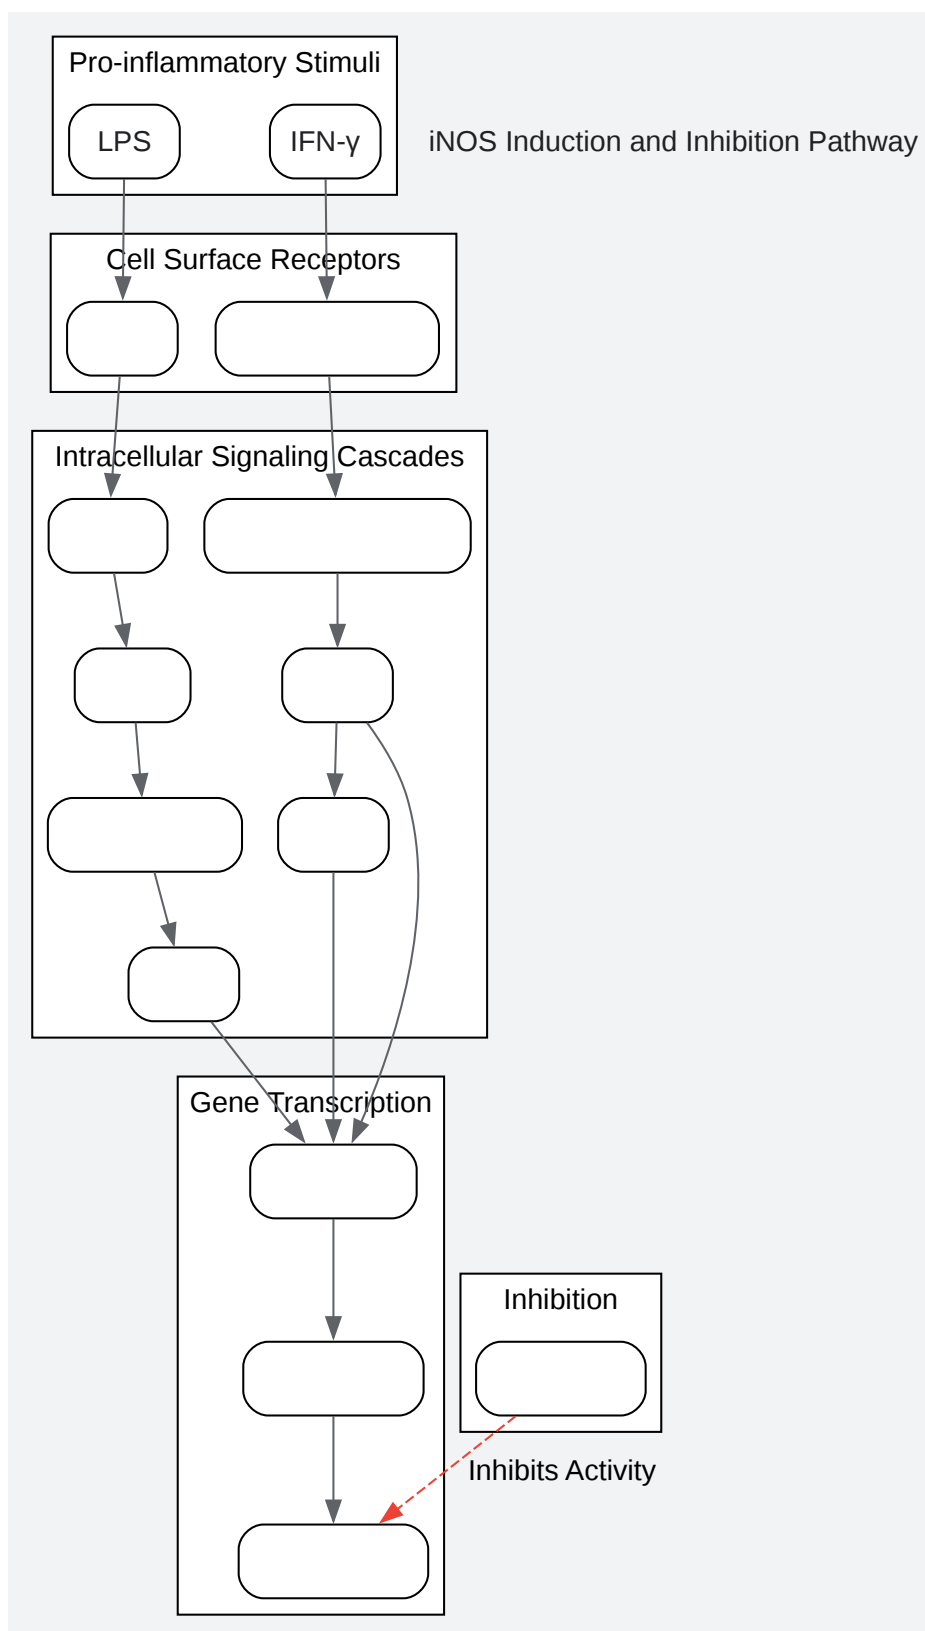 Pro-inflammatory Stimuli
LPS
IFN-γ
iNOS Induction and Inhibition Pathway
Cell Surface Receptors
Intracellular Signaling Cascades
Gene Transcription
Inhibition
Inhibits Activity